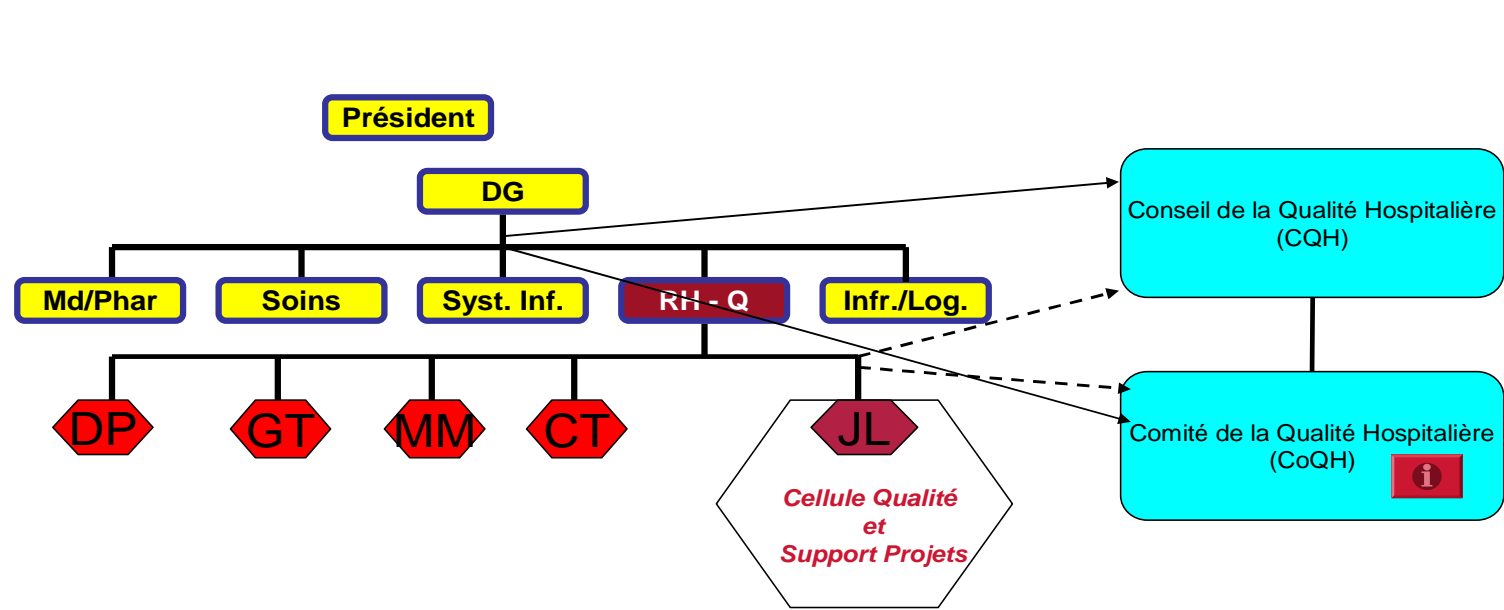 Président
DG
Conseil de la Qualité Hospitalière
(CQH)
Md/Phar
Soins
Syst. Inf.
RH - Q
Infr./Log.
DP
GT
MM
CT
JL
Comité de la Qualité Hospitalière
(CoQH)
i
Cellule Qualité
et
Support Projets